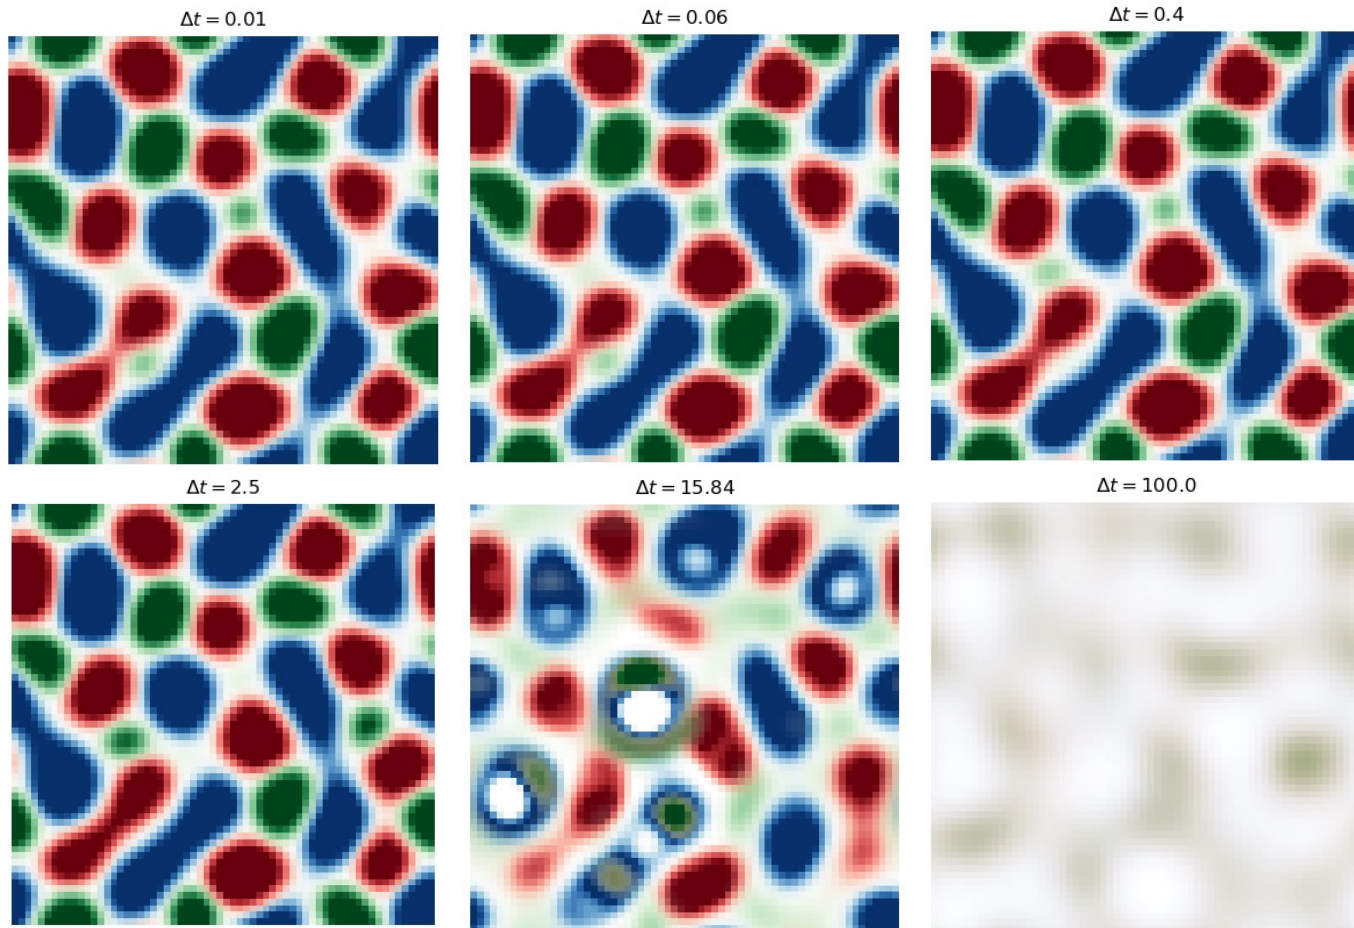 Δt = 0.01
Δt = 0.06
Δt = 0.4
Δt = 2.5
Δt = 15.84
Δt = 100.0